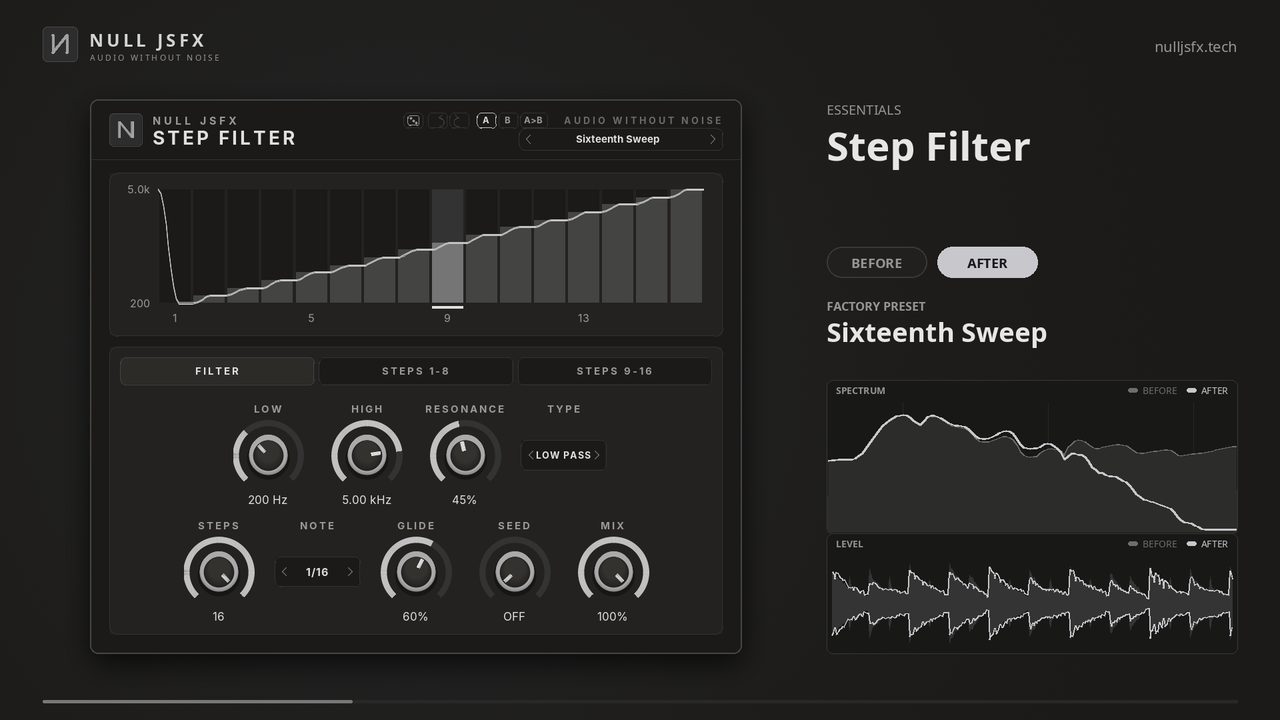 NULL JSFX
AUDIO WITHOUT NOISE
nulljsfx.tech
N
NULL JSFX
STEP FILTER
A B A>B
AUDIO WITHOUT NOISE
Sixteenth Sweep
5.0k
200
1 5 9 13
FILTER STEPS 1-8 STEPS 9-16
LOW HIGH RESONANCE TYPE
LOW PASS
200 Hz 5.00 kHz 45%
STEPS NOTE GLIDE SEED MIX
1/16
16 60% OFF 100%
ESSENTIALS
Step Filter
BEFORE AFTER
FACTORY PRESET
Sixteenth Sweep
SPECTRUM BEFORE AFTER
LEVEL BEFORE AFTER